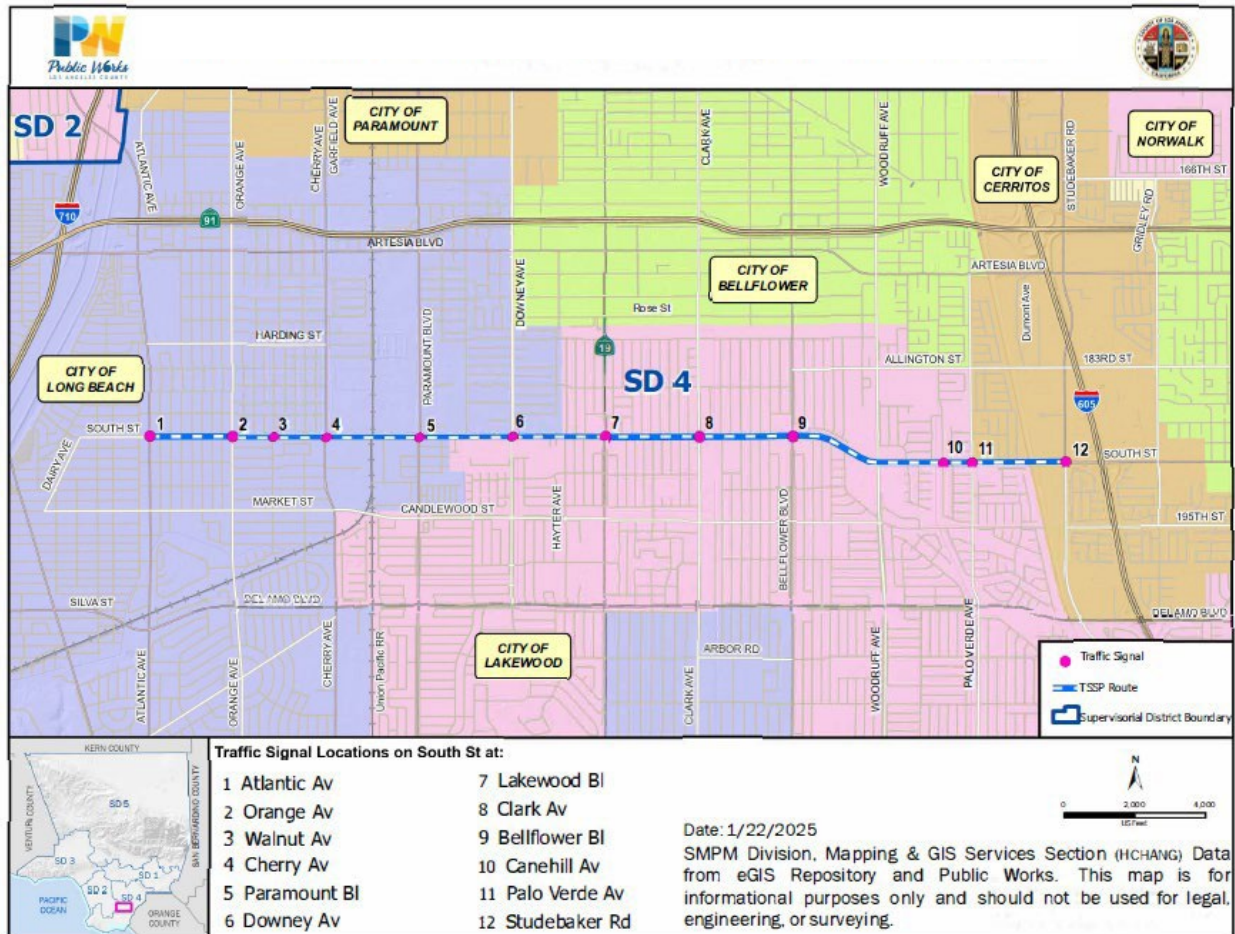 PW
Public Works
LOS ANGELES COUNTY
SD 2
CITY OF
PARAMOUNT
CITY OF
NORWALK
CITY OF
CERRITOS
166TH ST
ATLANTIC AVE
ORANGE AVE
CHERRY AVE
GARFIELD AVE
CLARK AVE
WOODRUFF AVE
STUDEBAKER RD
GRIDLEY RD
710
91
ARTESIA BLVD
ARTESIA BLVD
CITY OF
BELLFLOWER
DOWNEY AVE
Rose St
Dumont Ave
PARAMOUNT BLVD
HARDING ST
19
ALLINGTON ST
183RD ST
CITY OF
LONG BEACH
SD 4
605
SOUTH ST
1
2
3
4
5
6
7
8
9
10
11
12
SOUTH ST
DAIRY AVE
MARKET ST
CANDLEWOOD ST
HAYTER AVE
BELLFLOWER BLVD
195TH ST
SILVA ST
DEL AMO BLVD
DEL AMO BLVD
CITY OF
LAKEWOOD
ARBOR RD
ATLANTIC AVE
ORANGE AVE
CHERRY AVE
Union Pacific RR
CLARK AVE
WOODRUFF AVE
PALO VERDE AVE
Traffic Signal
TSSP Route
Supervisorial District Boundary
KERN COUNTY
VENTURA COUNTY
SAN BERNARDINO COUNTY
SD 5
SD 3
SD 1
SD 2
SD 4
PACIFIC
OCEAN
ORANGE
COUNTY
Traffic Signal Locations on South St at:
1 Atlantic Av
2 Orange Av
3 Walnut Av
4 Cherry Av
5 Paramount Bl
6 Downey Av
7 Lakewood Bl
8 Clark Av
9 Bellflower Bl
10 Canehill Av
11 Palo Verde Av
12 Studebaker Rd
N
0 2,000 4,000
US Feet
Date: 1/22/2025
SMPM Division, Mapping & GIS Services Section (HCHANG) Data
from eGIS Repository and Public Works. This map is for
informational purposes only and should not be used for legal,
engineering, or surveying.